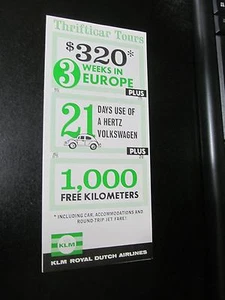 Thrifticar Tours
$320*
3 WEEKS IN
EUROPE
PLUS
21 DAYS USE OF
A HERTZ
VOLKSWAGEN
PLUS
1,000
FREE KILOMETERS
*INCLUDING CAR, ACCOMMODATIONS AND
ROUND-TRIP JET FARE!
KLM
KLM ROYAL DUTCH AIRLINES